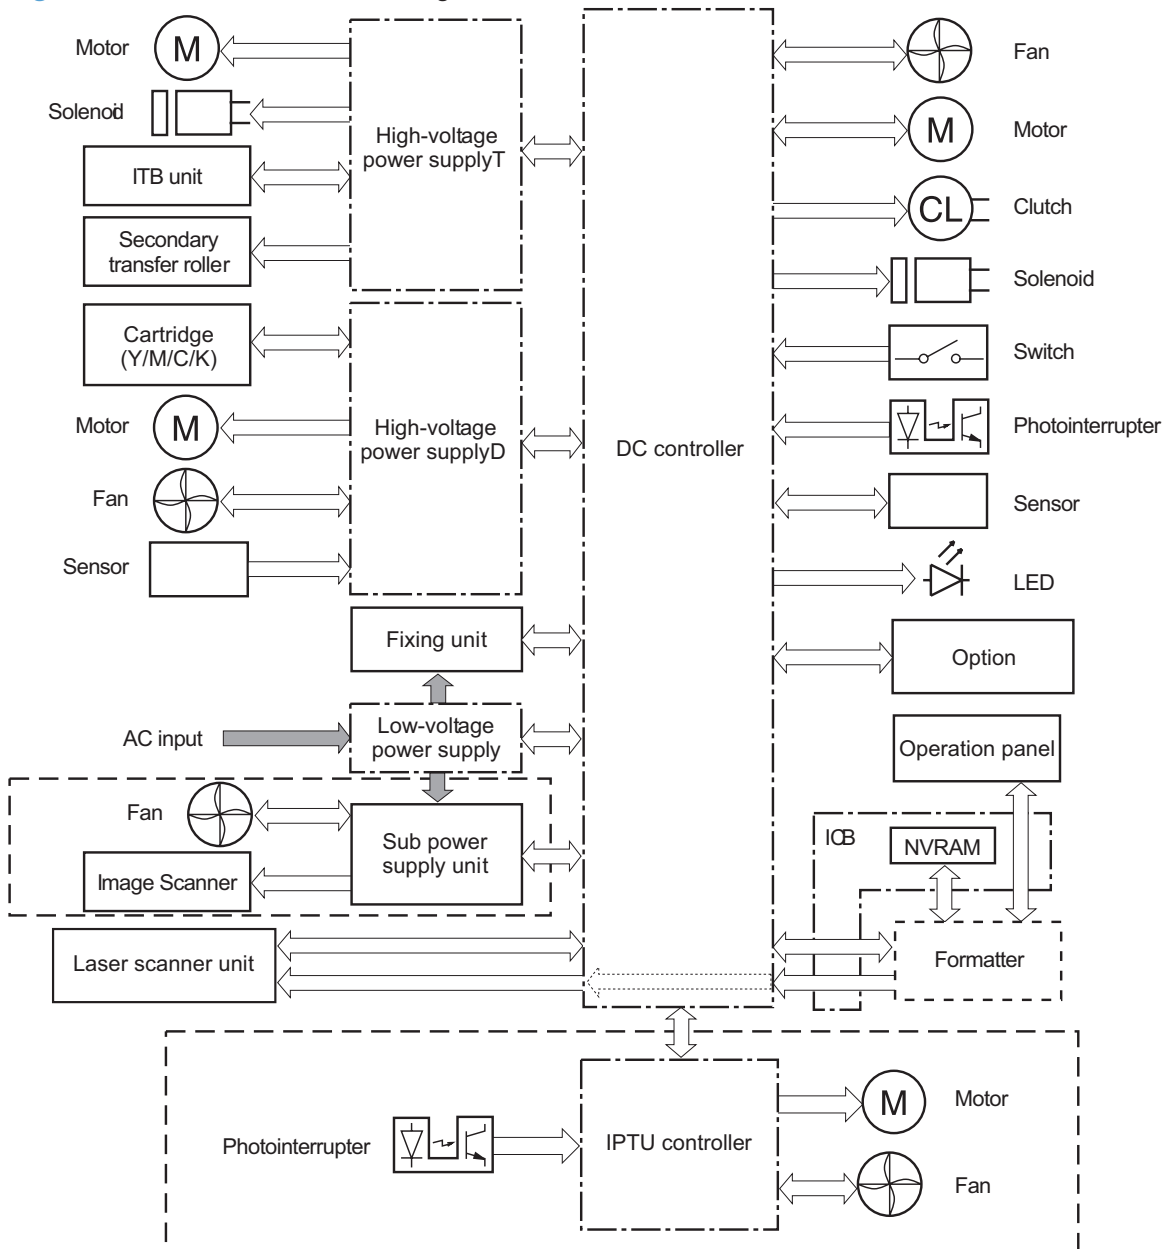 Motor
M
Solenoid
ITB unit
Secondary
transfer roller
High-voltage
power supplyT
Cartridge
(Y/M/C/K)
Motor
M
Fan
Sensor
High-voltage
power supplyD
Fixing unit
AC input
Low-voltage
power supply
Fan
Image Scanner
Sub power
supply unit
Laser scanner unit
DC controller
Fan
M
Motor
CL
Clutch
Solenoid
Switch
Photointerrupter
Sensor
LED
Option
Operation panel
ICB
NVRAM
Formatter
Photointerrupter
IPTU controller
M
Motor
Fan